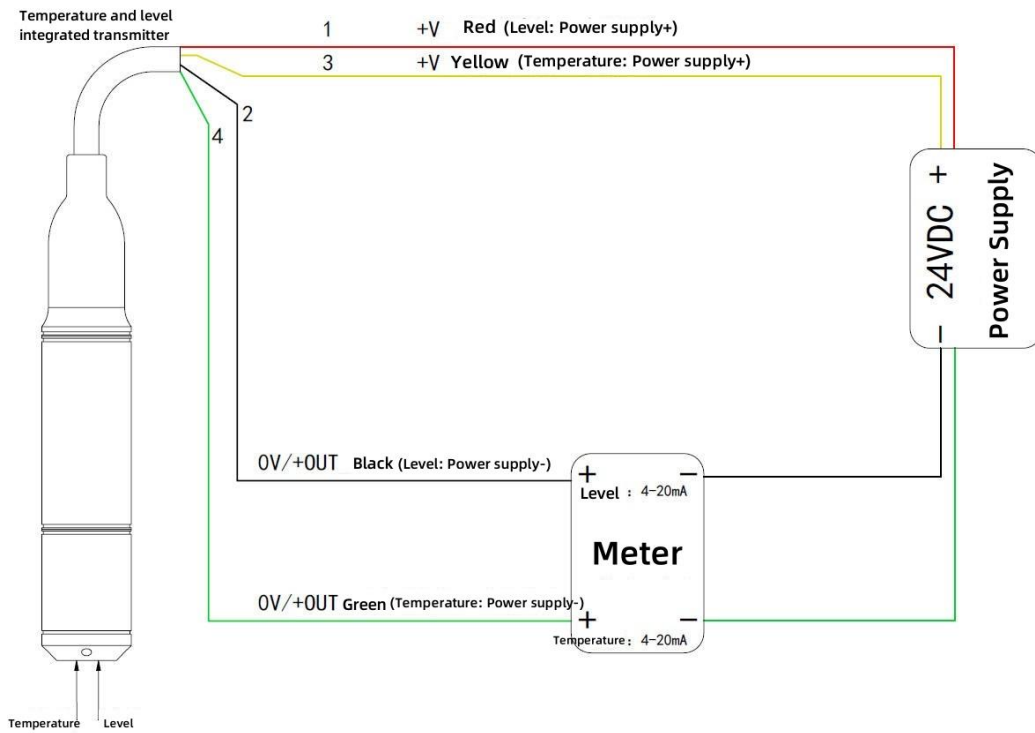 Temperature and level
integrated transmitter
1 +V Red (Level: Power supply+)
3 +V Yellow (Temperature: Power supply+)
2
4
+ 24VDC -
Power Supply
0V/+OUT Black (Level: Power supply-)
+ -
Level : 4-20mA
Meter
0V/+OUT Green (Temperature: Power supply-)
+ -
Temperature: 4-20mA
Temperature Level